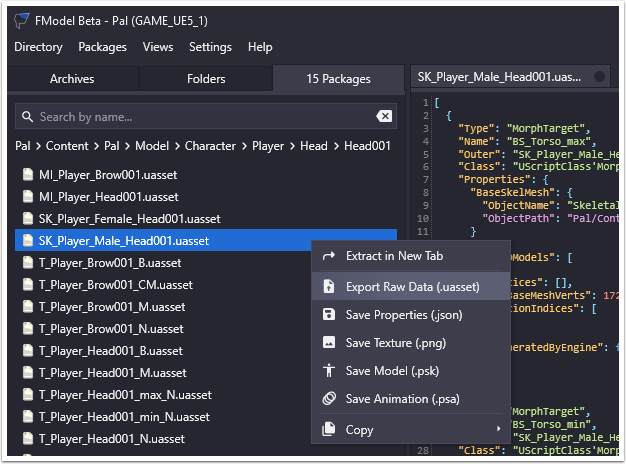 FModel Beta - Pal (GAME_UE5_1)
Directory Packages Views Settings Help
Archives Folders 15 Packages
Search by name...
Pal > Content > Pal > Model > Character > Player > Head > Head001
MI_Player_Brow001.uasset
MI_Player_Head001.uasset
SK_Player_Female_Head001.uasset
SK_Player_Male_Head001.uasset
T_Player_Brow001_B.uasset
T_Player_Brow001_CM.uasset
T_Player_Brow001_M.uasset
T_Player_Brow001_N.uasset
T_Player_Head001_B.uasset
T_Player_Head001_M.uasset
T_Player_Head001_max_N.uasset
T_Player_Head001_min_N.uasset
T_Player_Head001_N.uasset
Extract in New Tab
Export Raw Data (.uasset)
Save Properties (.json)
Save Texture (.png)
Save Model (.psk)
Save Animation (.psa)
Copy
SK_Player_Male_Head001.uas...
1 [
2 {
3 "Type": "MorphTarget",
4 "Name": "BS_Torso_max",
5 "Outer": "SK_Player_Male_He
6 "Class": "UScriptClass'Morp
7 "Properties": {
8 "BaseSkelMesh": {
9 "ObjectName": "Skeletal
10 "ObjectPath": "Pal/Cont
11 }
Models": [
tices": [],
BaseMeshVerts": 172
ionIndices": [
eneratedByEngine": f
MorphTarget",
BS_Torso_min",
SK_Player_Male_He
28 "Class": "UScriptClass'Morp